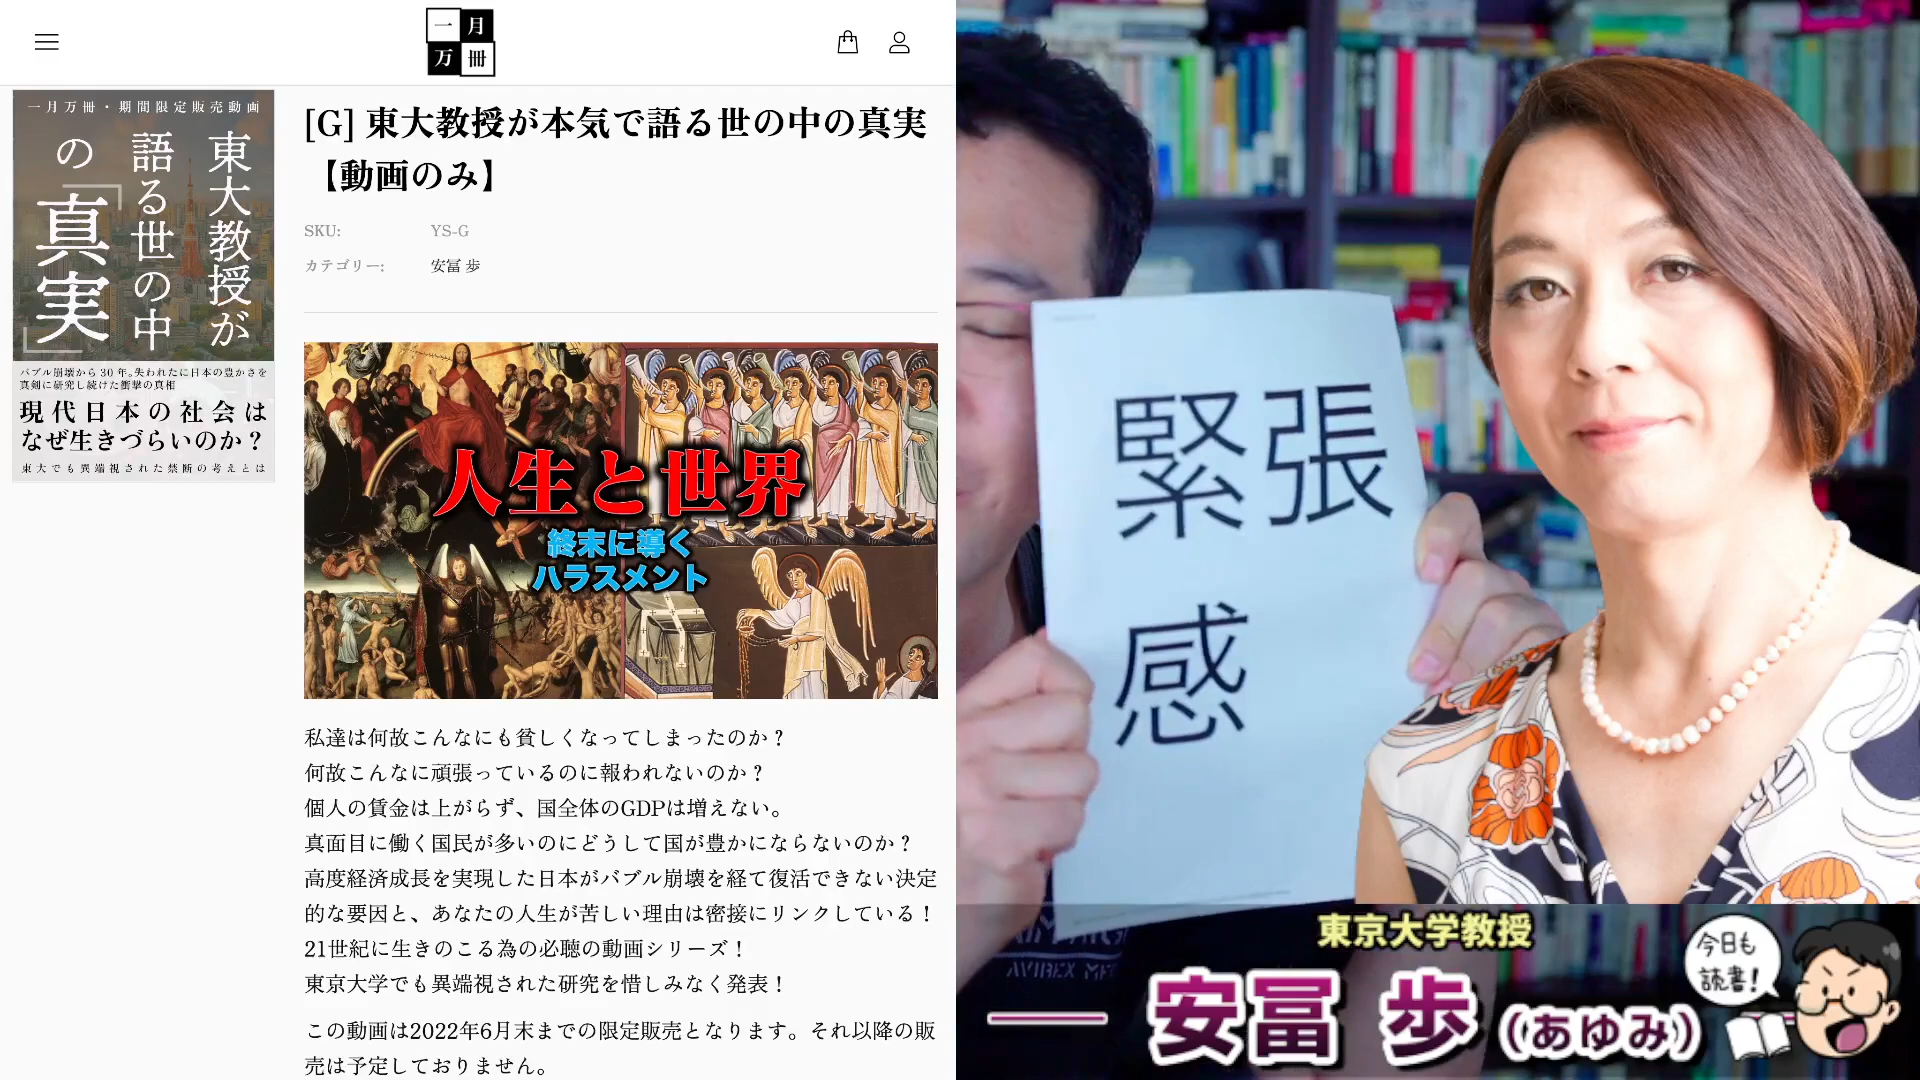 一月
万冊
一月万冊・期間限定販売動画
東大教授が
語る世の中
の「真実」
バブル崩壊から30年。失われたに日本の豊かさを
真剣に研究し続けた衝撃の真相
現代日本の社会は
なぜ生きづらいのか？
東大でも異端視された禁断の考えとは
[G] 東大教授が本気で語る世の中の真実
【動画のみ】
SKU: YS-G
カテゴリー: 安冨 歩
人生と世界
終末に導く
ハラスメント
私達は何故こんなにも貧しくなってしまったのか？
何故こんなに頑張っているのに報われないのか？
個人の賃金は上がらず、国全体のGDPは増えない。
真面目に働く国民が多いのにどうして国が豊かにならないのか？
高度経済成長を実現した日本がバブル崩壊を経て復活できない決定
的な要因と、あなたの人生が苦しい理由は密接にリンクしている！
21世紀に生きのこる為の必聴の動画シリーズ！
東京大学でも異端視された研究を惜しみなく発表！
この動画は2022年6月末までの限定販売となります。それ以降の販
売は予定しておりません。
緊張
感
AVIREX
東京大学教授
安冨 歩 (あゆみ)
今日も
読書!